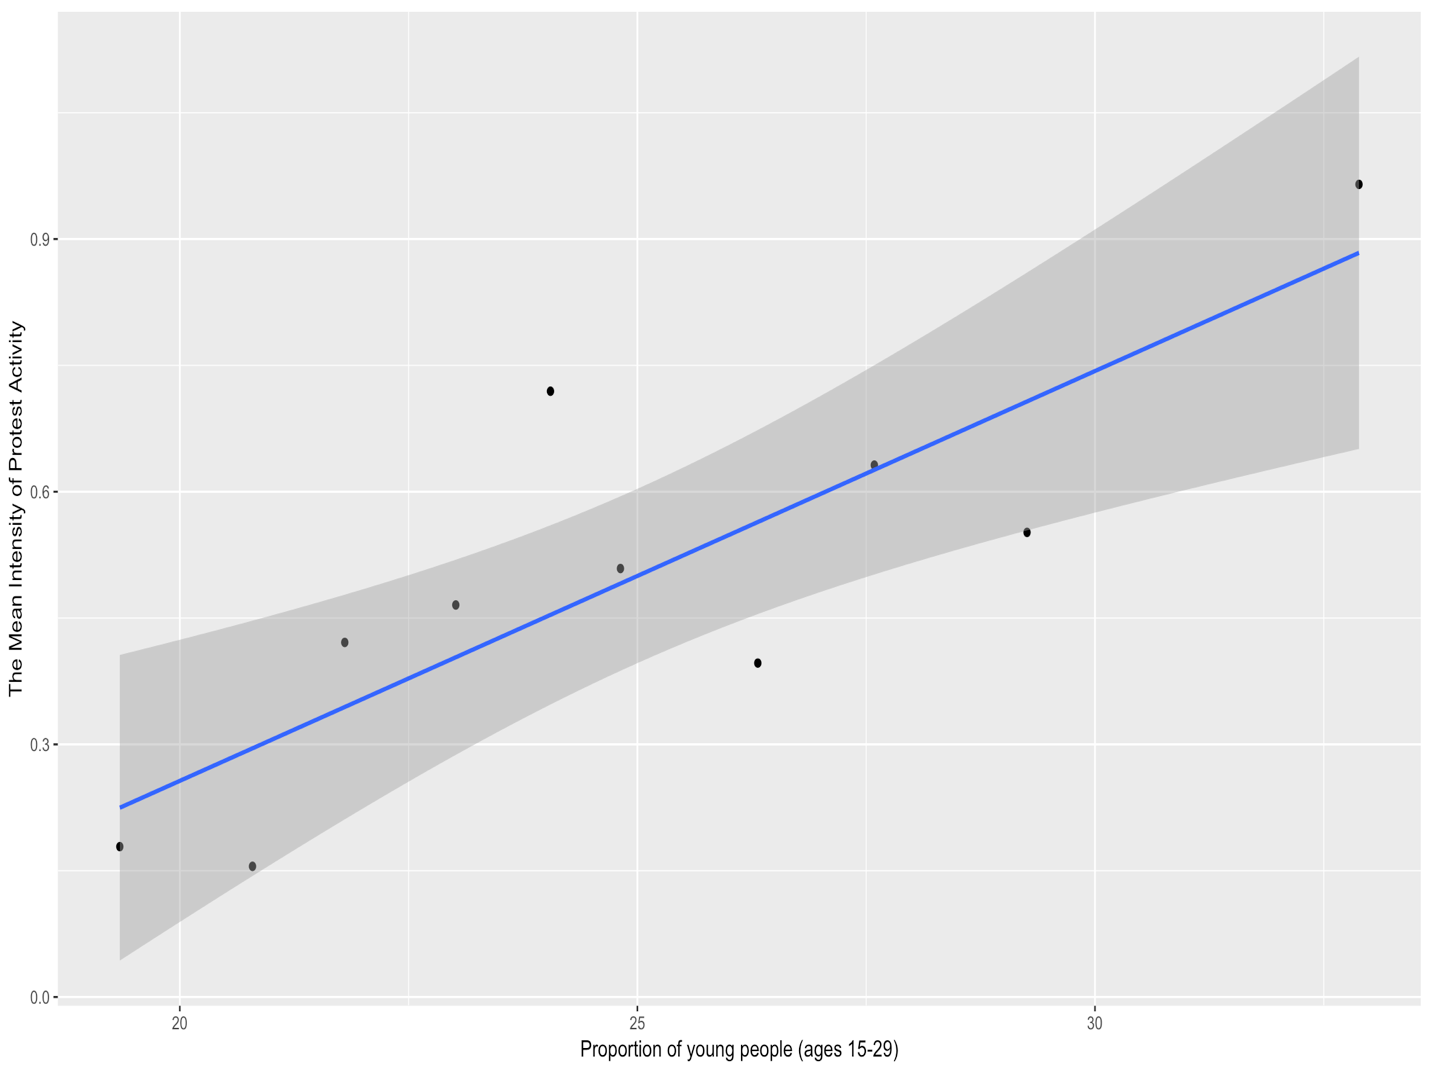 The Mean Intensity of Protest Activity
0.9
0.6
0.3
0.0
20 25 30
Proportion of young people (ages 15-29)